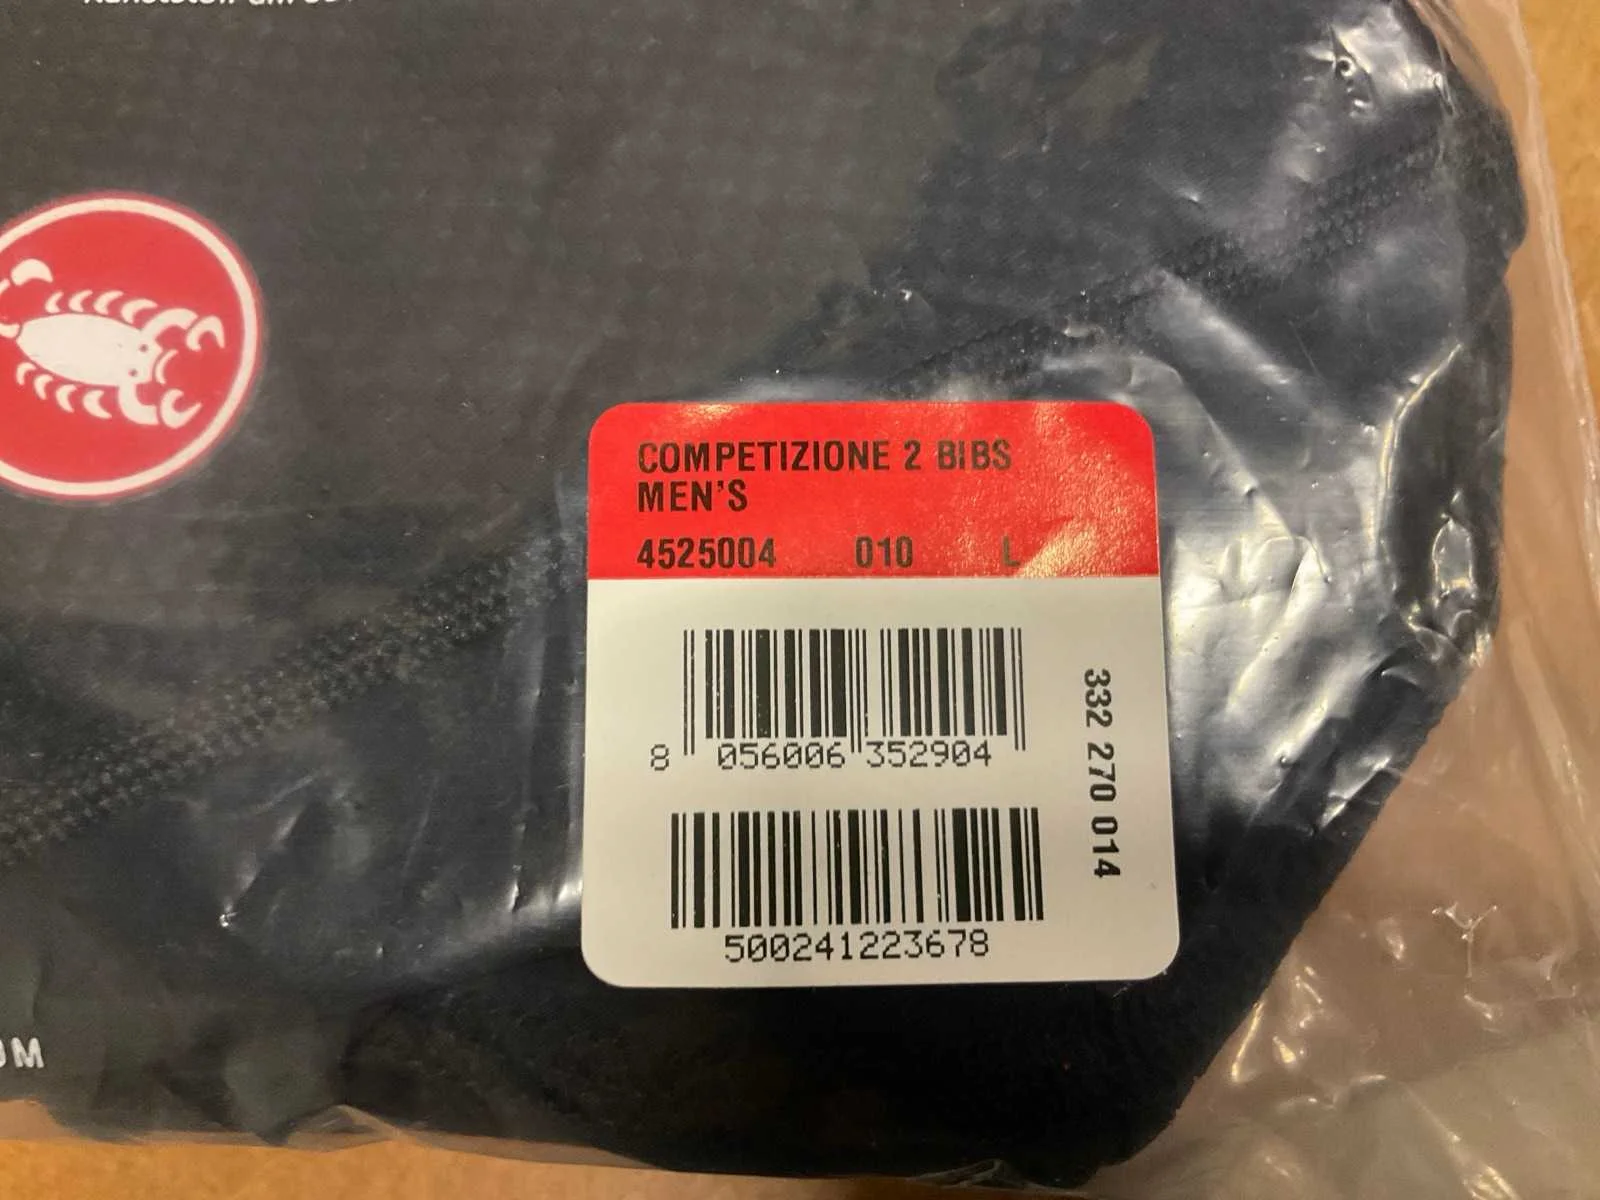 COMPETIZIONE 2 BIBS
MEN'S
4525004 010 L
8 056006 352904
332 270 014
500241223678